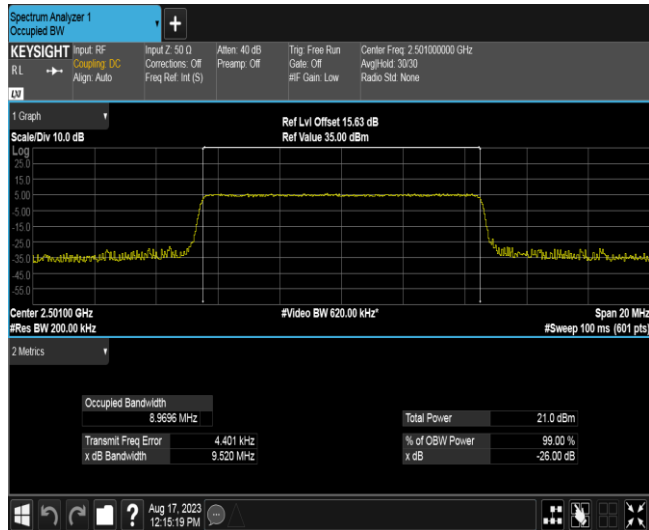 Spectrum Analyzer 1
Occupied BW
+
KEYSIGHT
RL
LXI
Input: RF
Coupling: DC
Align: Auto
Input Z: 50 Ω
Corrections: Off
Freq Ref: Int (S)
Atten: 40 dB
Preamp: Off
Trig: Free Run
Gate: Off
#IF Gain: Low
Center Freq: 2.501000000 GHz
Avg|Hold: 30/30
Radio Std: None
1 Graph
Scale/Div 10.0 dB
Ref Lvl Offset 15.63 dB
Ref Value 35.00 dBm
Log
25.0
15.0
5.00
-5.00
-15.0
-25.0
-35.0
-45.0
-55.0
Center 2.50100 GHz
#Video BW 620.00 kHz*
Span 20 MHz
#Res BW 200.00 kHz
#Sweep 100 ms (601 pts)
2 Metrics
Occupied Bandwidth
8.9696 MHz
Total Power 21.0 dBm
Transmit Freq Error 4.401 kHz
% of OBW Power 99.00 %
x dB Bandwidth 9.520 MHz
x dB -26.00 dB
?
Aug 17, 2023
12:15:19 PM